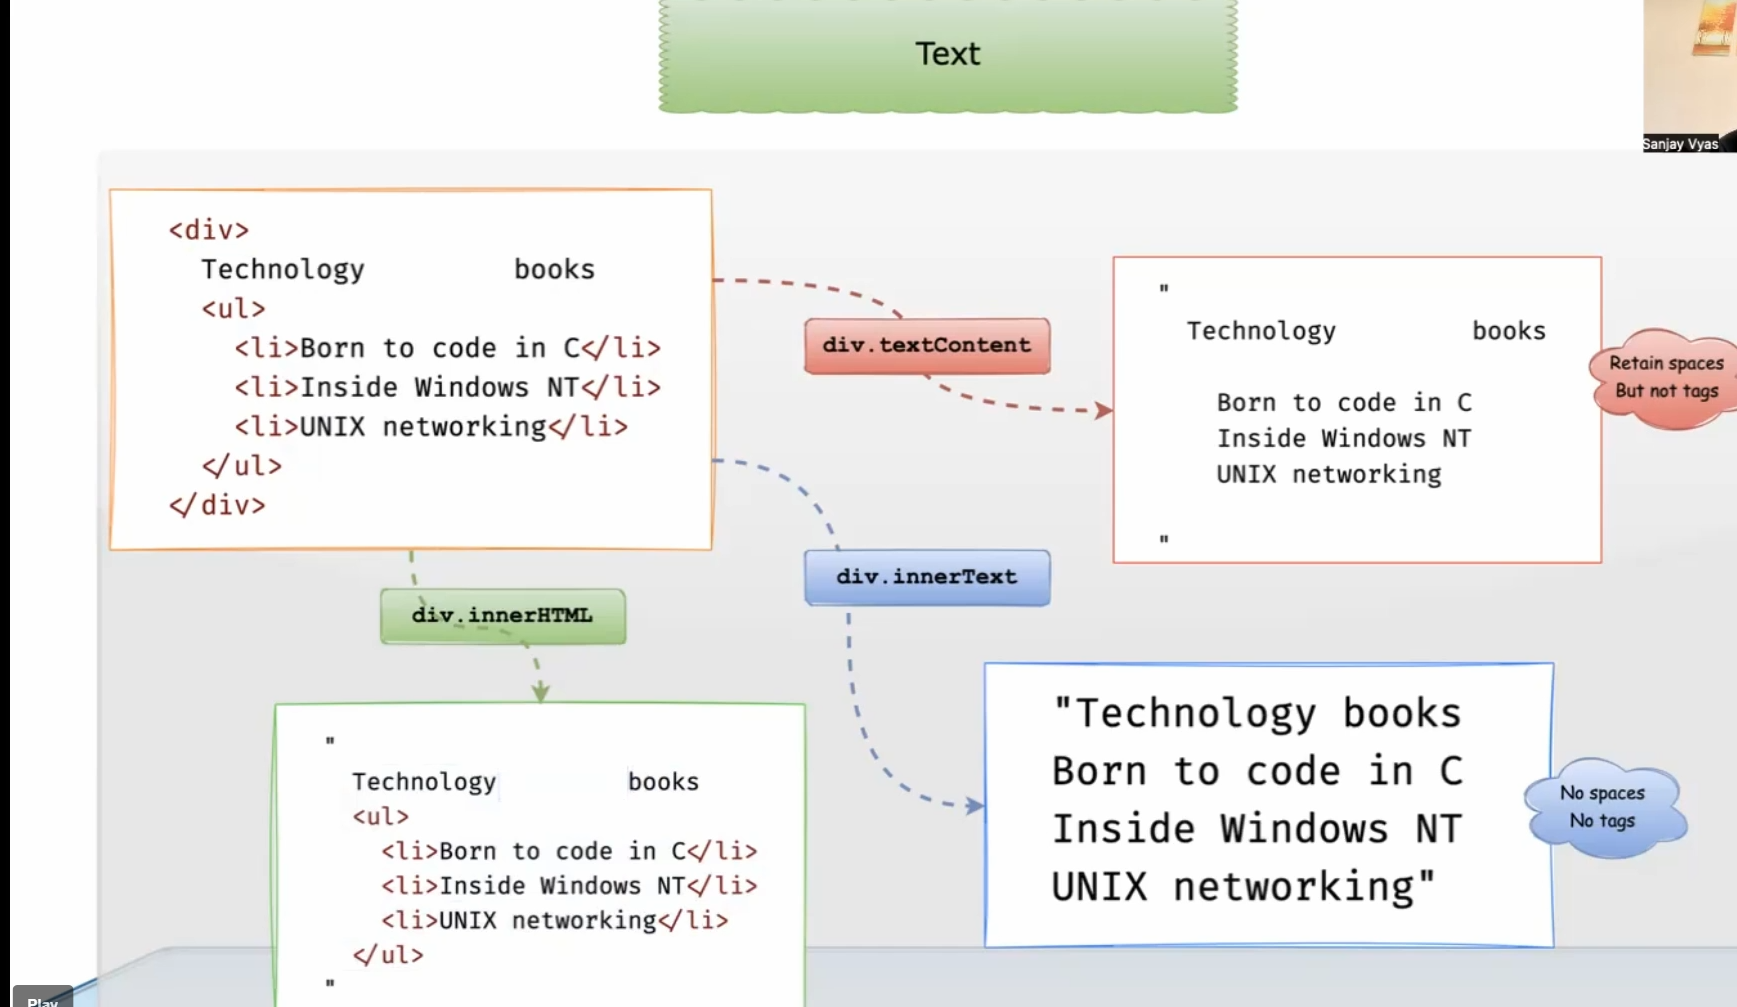 Text
Sanjay Vyas
<div>
Technology books
<ul>
<li>Born to code in C</li>
<li>Inside Windows NT</li>
<li>UNIX networking</li>
</ul>
</div>
div.textContent
"
Technology books
Born to code in C
Inside Windows NT
UNIX networking
"
Retain spaces
But not tags
div.innerText
"Technology books
Born to code in C
Inside Windows NT
UNIX networking"
No spaces
No tags
div.innerHTML
"
Technology books
<ul>
<li>Born to code in C</li>
<li>Inside Windows NT</li>
<li>UNIX networking</li>
</ul>
"
Play